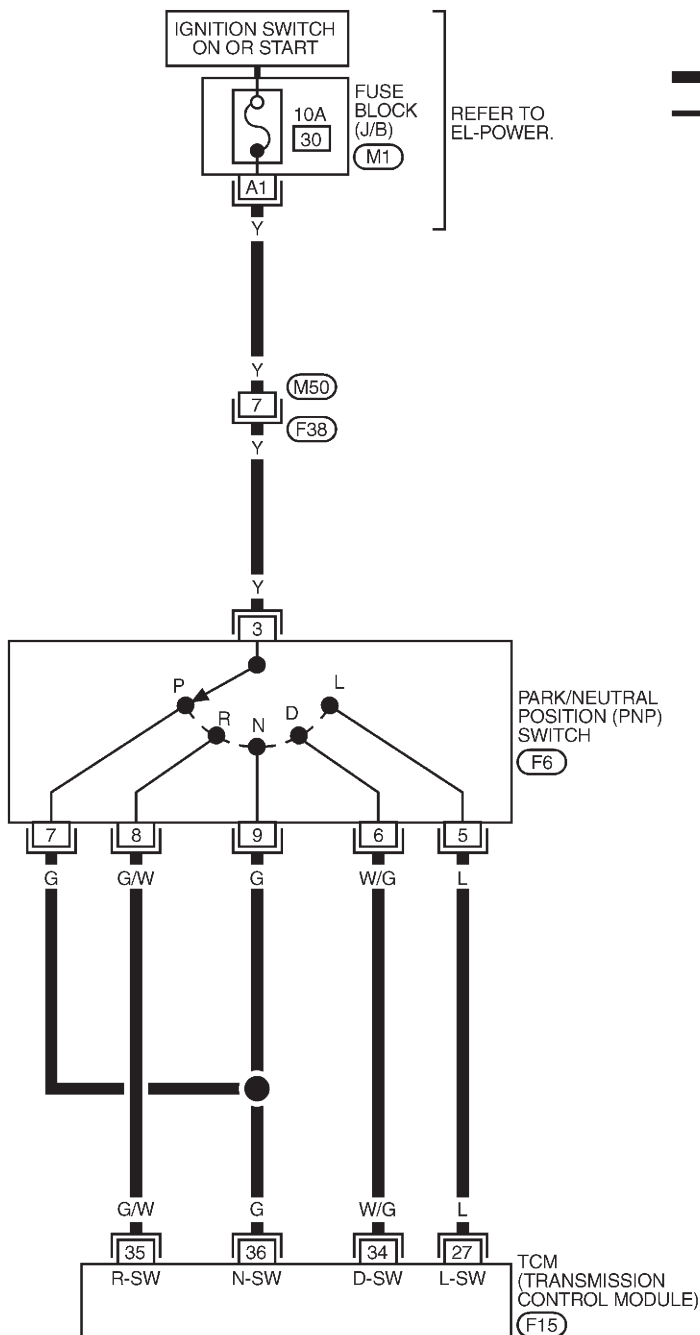 IGNITION SWITCH
ON OR START
FUSE
BLOCK
(J/B)
M1
10A
30
REFER TO
EL-POWER.
A1
Y
Y
M50
7
F38
Y
Y
3
P
R
N
D
L
PARK/NEUTRAL
POSITION (PNP)
SWITCH
F6
7 8 9 6 5
G G/W G W/G L
G/W G W/G L
35 36 34 27
R-SW N-SW D-SW L-SW
TCM
(TRANSMISSION
CONTROL MODULE)
F15